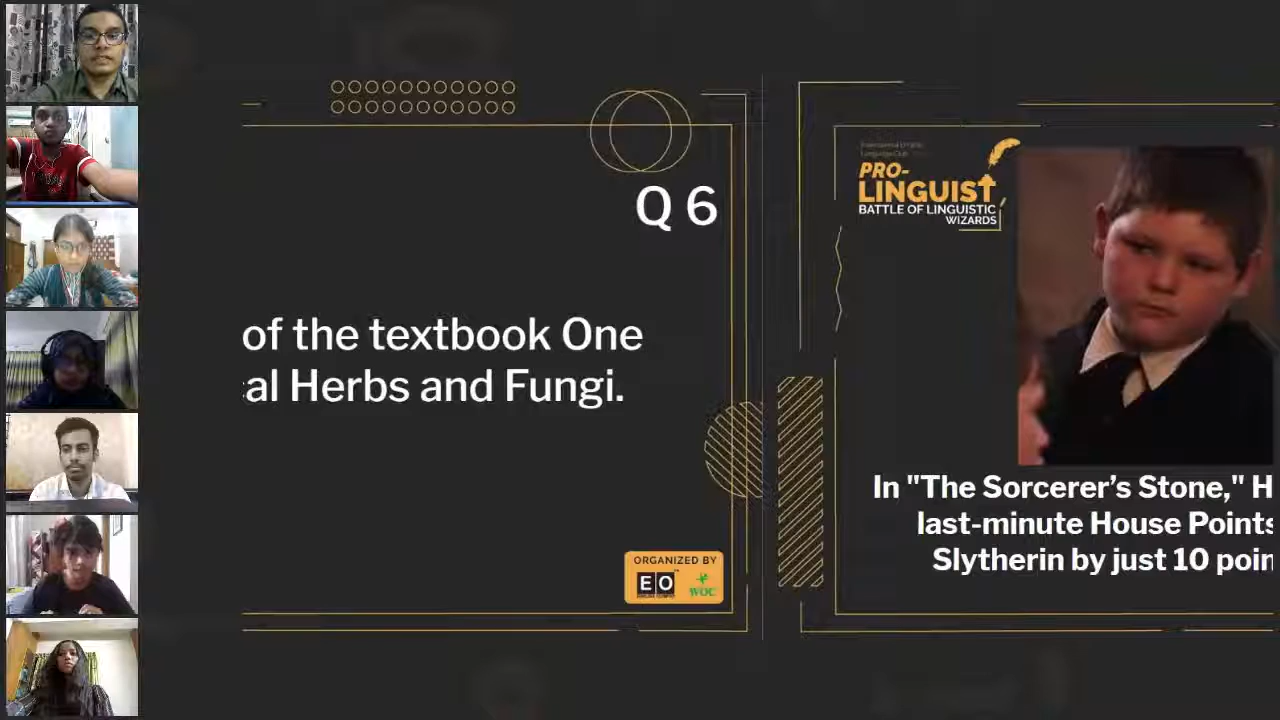 Q 6
of the textbook One
al Herbs and Fungi.
ORGANIZED BY
EO
WOC
PRO-
LINGUIST
BATTLE OF LINGUISTIC
WIZARDS
In "The Sorcerer’s Stone," H
last-minute House Points
Slytherin by just 10 poin